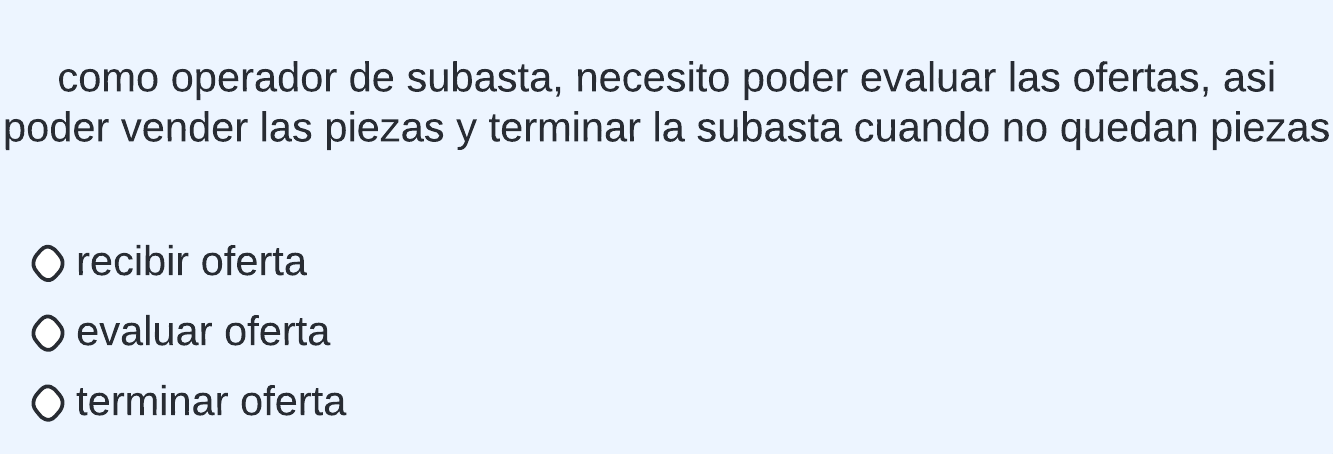 como operador de subasta, necesito poder evaluar las ofertas, asi
poder vender las piezas y terminar la subasta cuando no quedan piezas
recibir oferta
evaluar oferta
terminar oferta